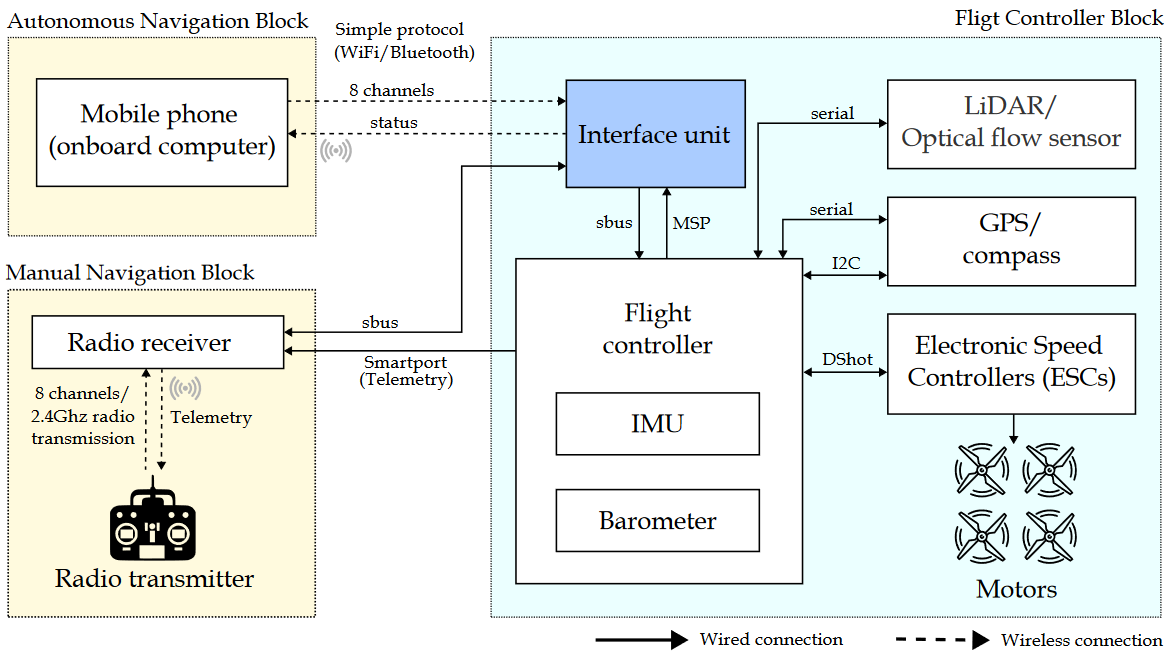 Autonomous Navigation Block
Simple protocol
(WiFi/Bluetooth)
Fligt Controller Block
Mobile phone
(onboard computer)
8 channels
status
Interface unit
serial
LiDAR/
Optical flow sensor
sbus
MSP
serial
GPS/
compass
I2C
Manual Navigation Block
Radio receiver
sbus
Smartport
(Telemetry)
8 channels/
2.4Ghz radio
transmission
Telemetry
Radio transmitter
Flight
controller
IMU
Barometer
DShot
Electronic Speed
Controllers (ESCs)
Motors
Wired connection
Wireless connection